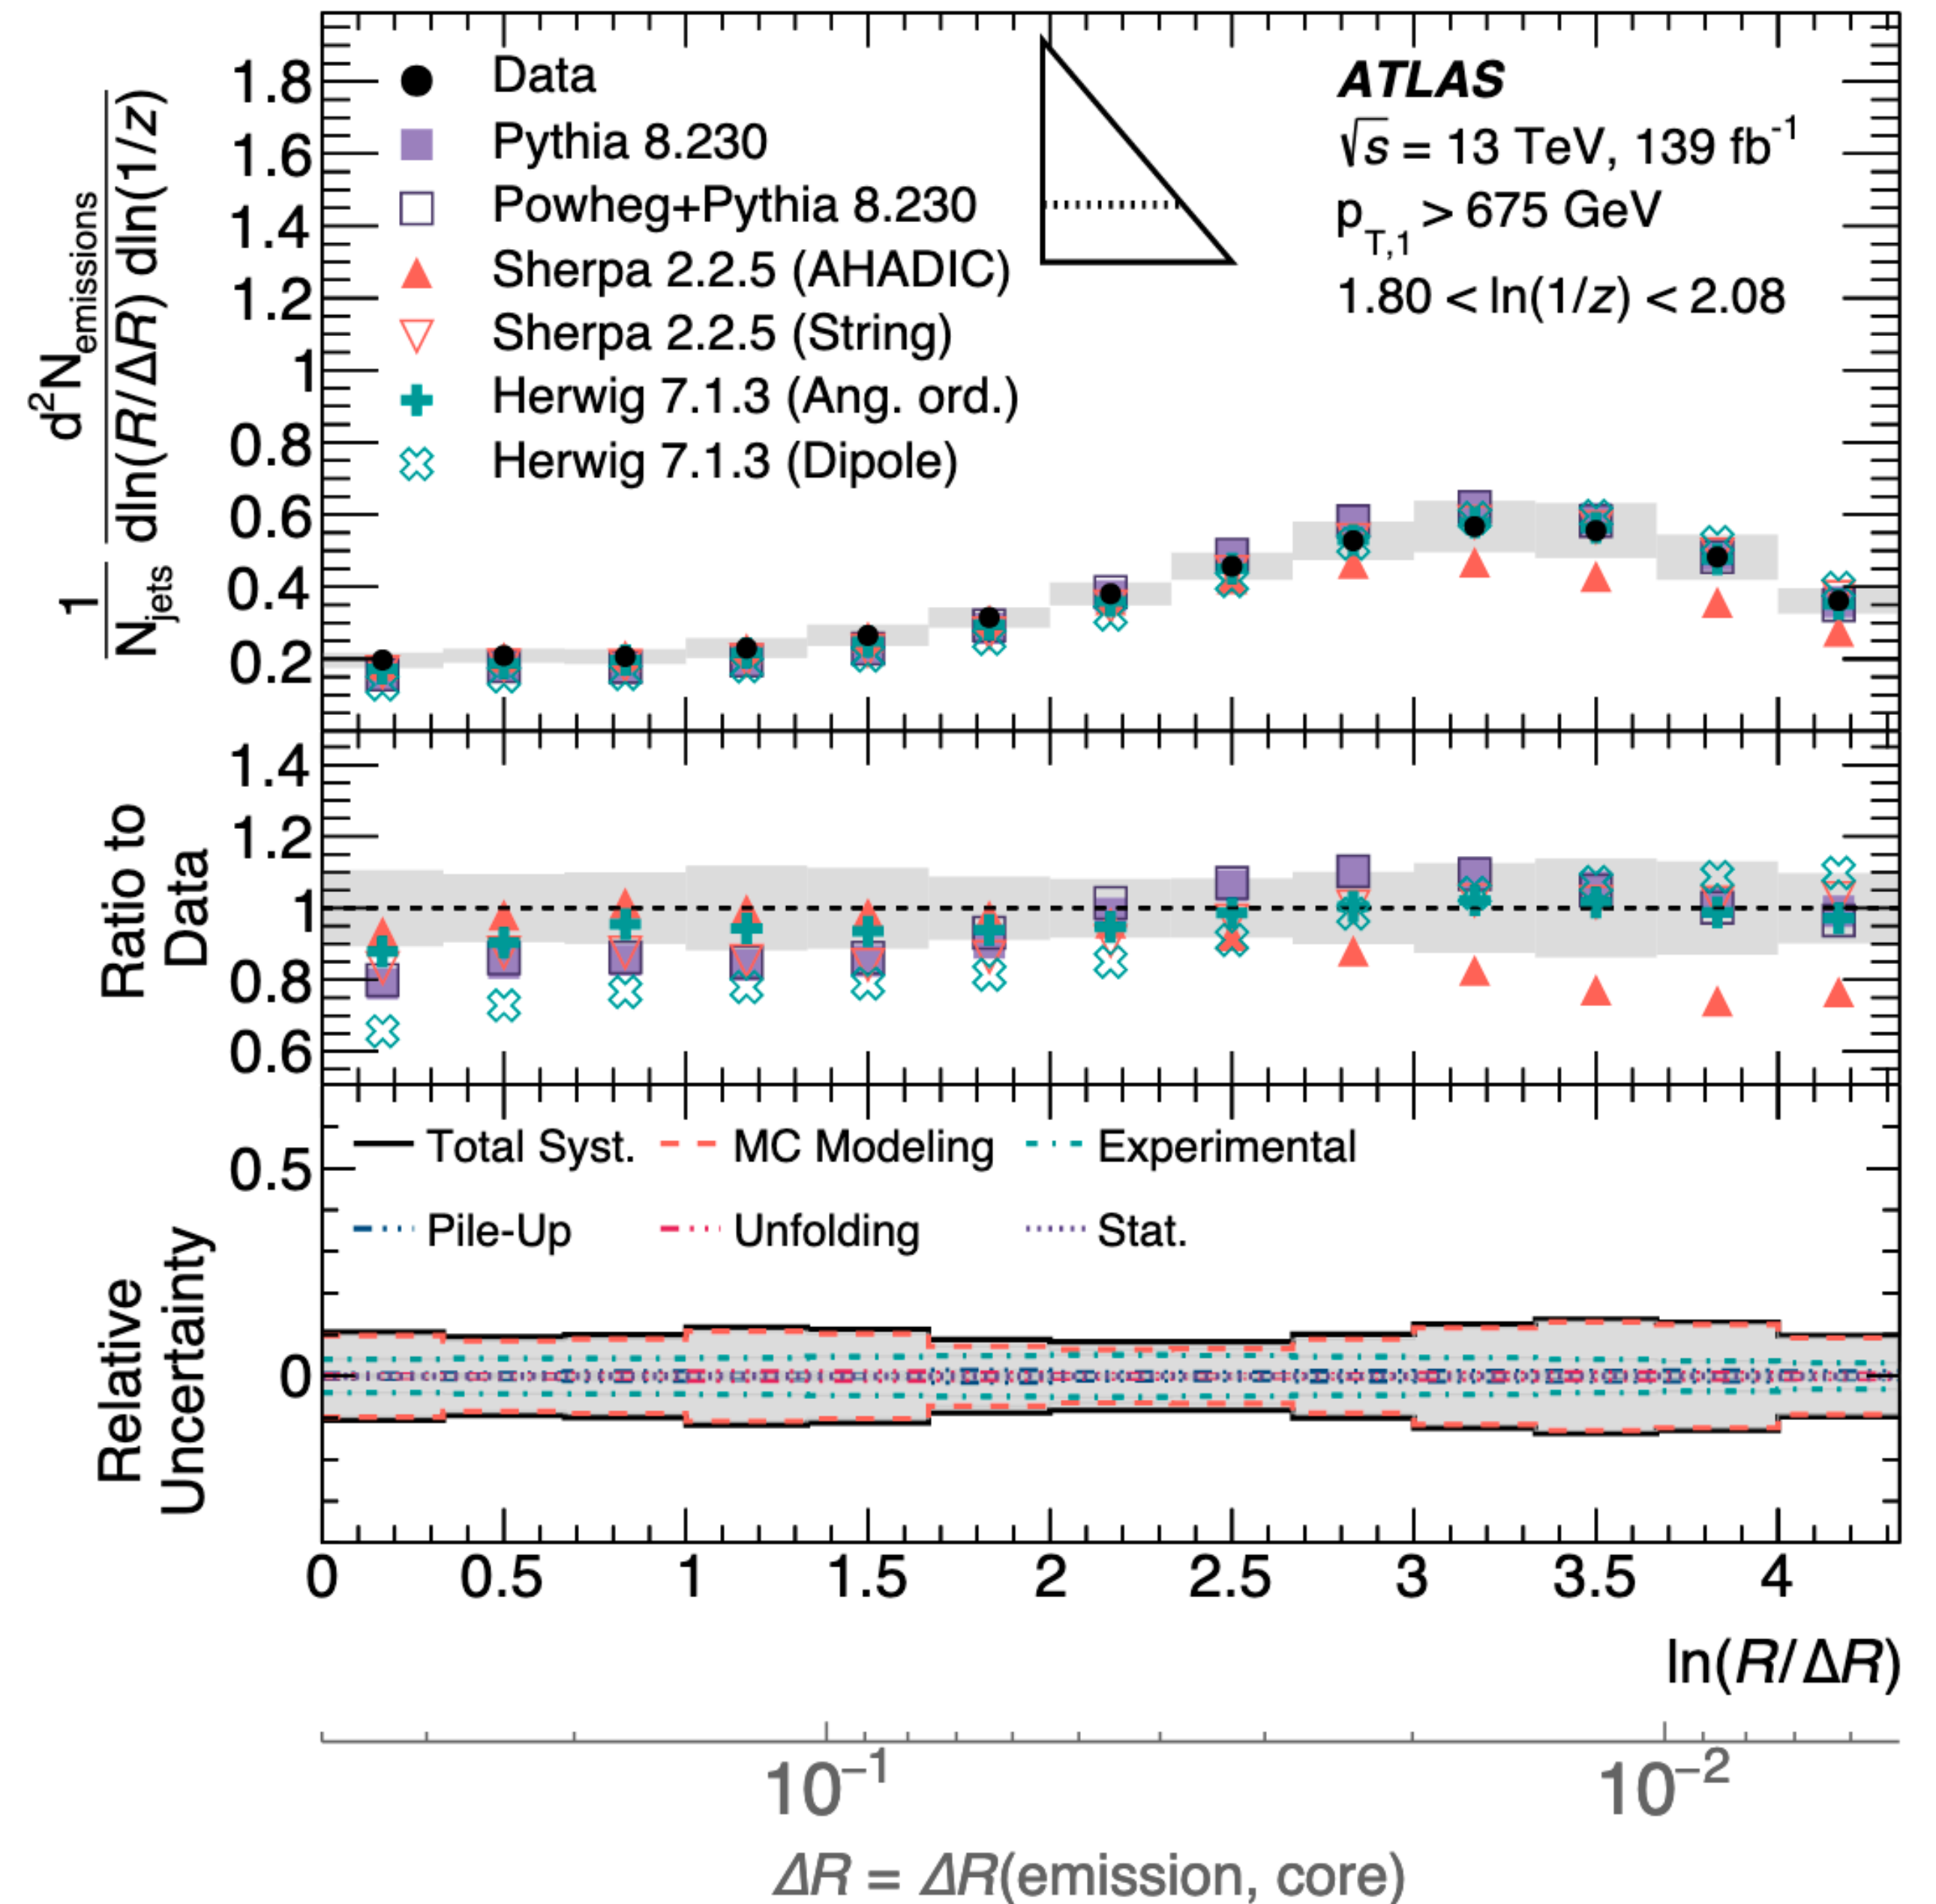 1.8
1.6
1.4
1.2
1
0.8
0.6
0.4
0.2
1/N_jets d²N_emissions / dln(R/ΔR) dln(1/z)
Data
Pythia 8.230
Powheg+Pythia 8.230
Sherpa 2.2.5 (AHADIC)
Sherpa 2.2.5 (String)
Herwig 7.1.3 (Ang. ord.)
Herwig 7.1.3 (Dipole)
ATLAS
√s = 13 TeV, 139 fb⁻¹
p_T,1 > 675 GeV
1.80 < ln(1/z) < 2.08
1.4
1.2
1
0.8
0.6
Ratio to
Data
0.5
0
Relative
Uncertainty
Total Syst. MC Modeling Experimental
Pile-Up Unfolding Stat.
0 0.5 1 1.5 2 2.5 3 3.5 4
ln(R/ΔR)
10⁻¹ 10⁻²
ΔR = ΔR(emission, core)